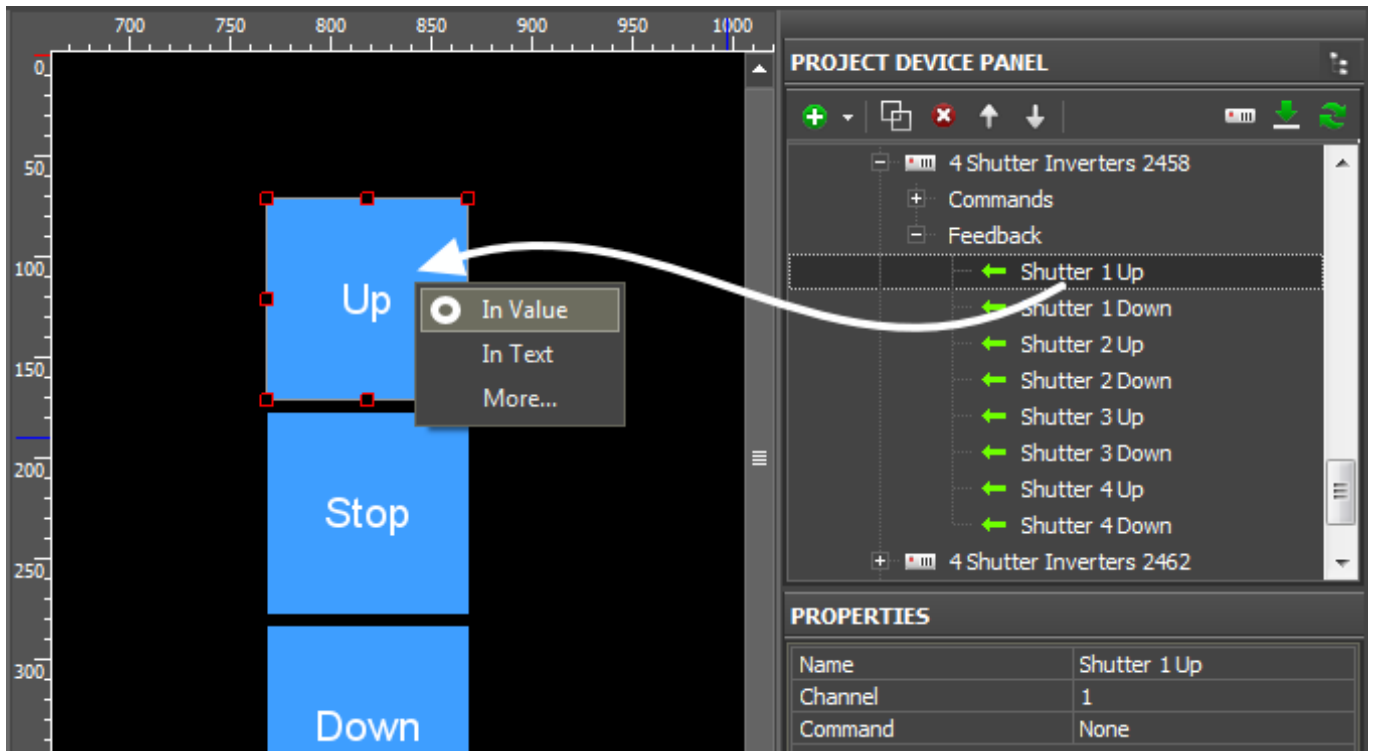 700 750 800 850 900 950 1000
0
50
100
150
200
250
300
Up
In Value
In Text
More...
Stop
Down
PROJECT DEVICE PANEL
4 Shutter Inverters 2458
Commands
Feedback
Shutter 1 Up
Shutter 1 Down
Shutter 2 Up
Shutter 2 Down
Shutter 3 Up
Shutter 3 Down
Shutter 4 Up
Shutter 4 Down
4 Shutter Inverters 2462
PROPERTIES
Name Shutter 1 Up
Channel 1
Command None